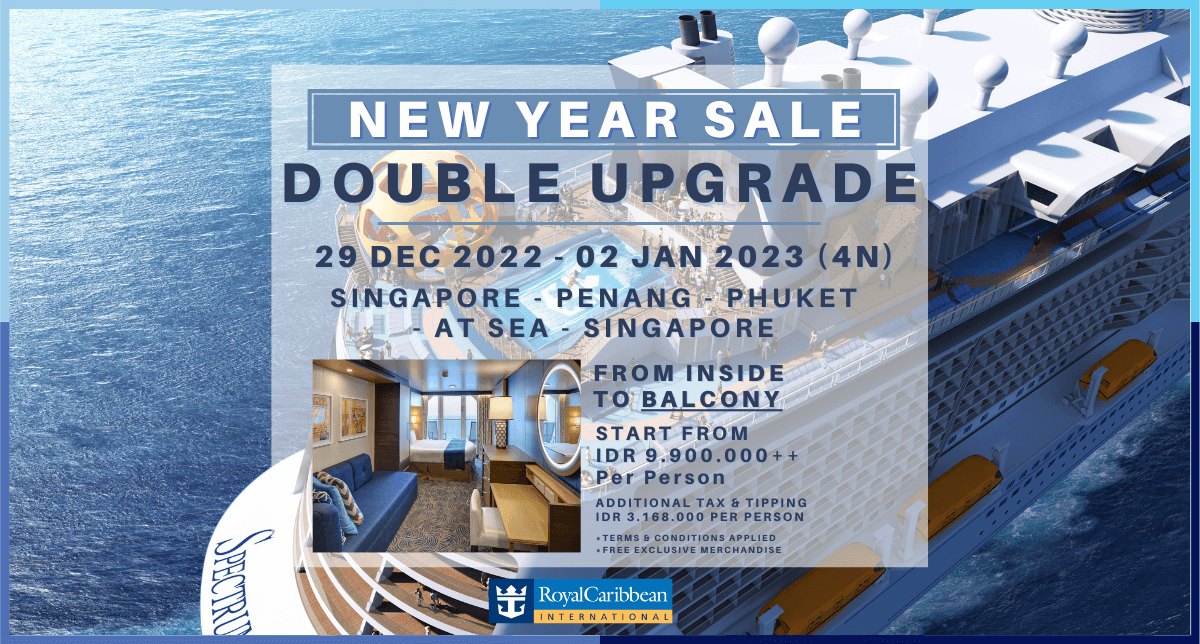 NEW YEAR SALE
DOUBLE UPGRADE
29 DEC 2022 - 02 JAN 2023 (4N)
SINGAPORE - PENANG - PHUKET
- AT SEA - SINGAPORE
FROM INSIDE
TO BALCONY
START FROM
IDR 9.900.000++
Per Person
ADDITIONAL TAX & TIPPING
IDR 3.168.000 PER PERSON
*TERMS & CONDITIONS APPLIED
*FREE EXCLUSIVE MERCHANDISE
SPECTRU
RoyalCaribbean
INTERNATIONAL